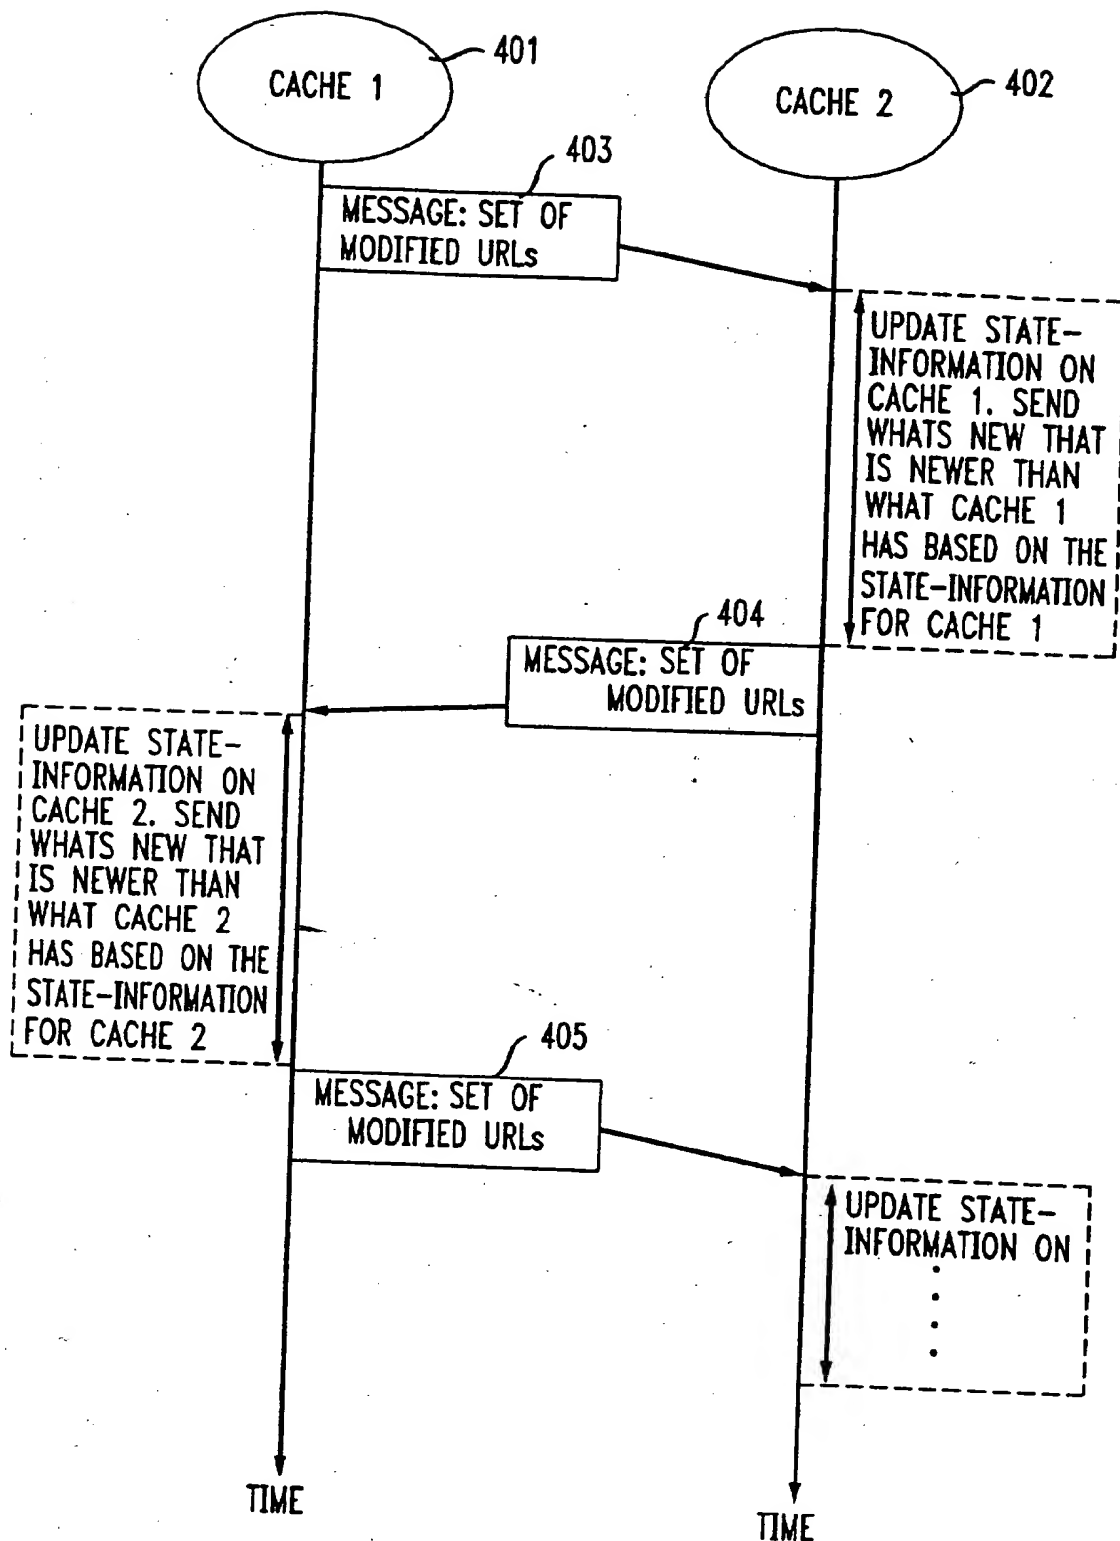 CACHE 1
401
CACHE 2
402
403
MESSAGE: SET OF
MODIFIED URLs
UPDATE STATE-
INFORMATION ON
CACHE 1. SEND
WHATS NEW THAT
IS NEWER THAN
WHAT CACHE 1
HAS BASED ON THE
STATE-INFORMATION
FOR CACHE 1
404
MESSAGE: SET OF
MODIFIED URLs
UPDATE STATE-
INFORMATION ON
CACHE 2. SEND
WHATS NEW THAT
IS NEWER THAN
WHAT CACHE 2
HAS BASED ON THE
STATE-INFORMATION
FOR CACHE 2
405
MESSAGE: SET OF
MODIFIED URLs
UPDATE STATE-
INFORMATION ON
TIME
TIME